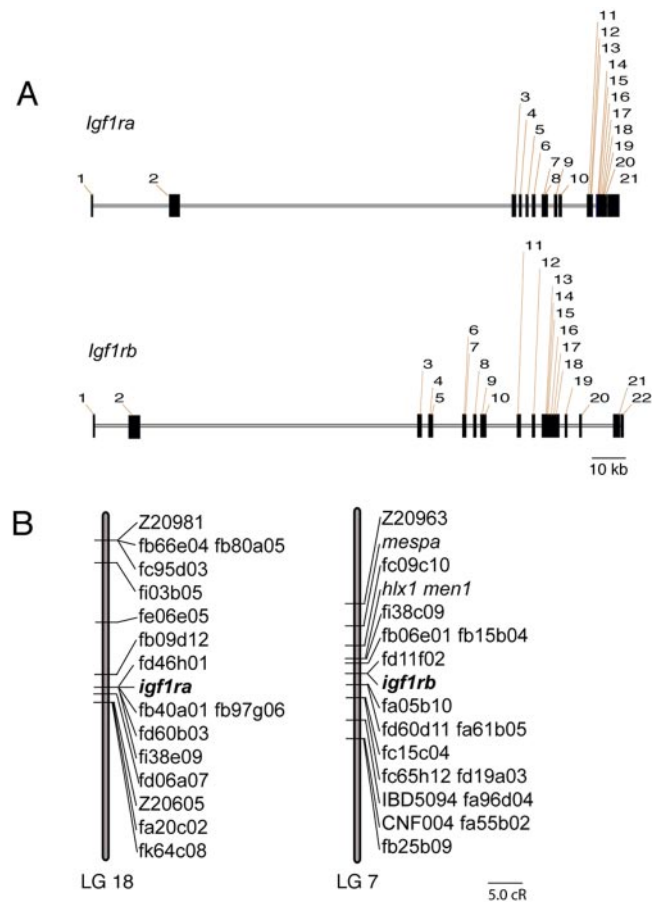 A
Igf1ra
1
2
3
4
5
6
7 9
8 10
11
12
13
14
15
16
17
18
19
20
21
Igf1rb
1
2
3
4
5
6
7
8
9
10
11
12
13
14
15
16
17
18
19
20
21
22
10 kb
B
Z20981
fb66e04 fb80a05
fc95d03
fi03b05
fe06e05
fb09d12
fd46h01
igf1ra
fb40a01 fb97g06
fd60b03
fi38e09
fd06a07
Z20605
fa20c02
fk64c08
LG 18
Z20963
mespa
fc09c10
hlx1 men1
fi38c09
fb06e01 fb15b04
fd11f02
igf1rb
fa05b10
fd60d11 fa61b05
fc15c04
fc65h12 fd19a03
IBD5094 fa96d04
CNF004 fa55b02
fb25b09
LG 7
5.0 cR